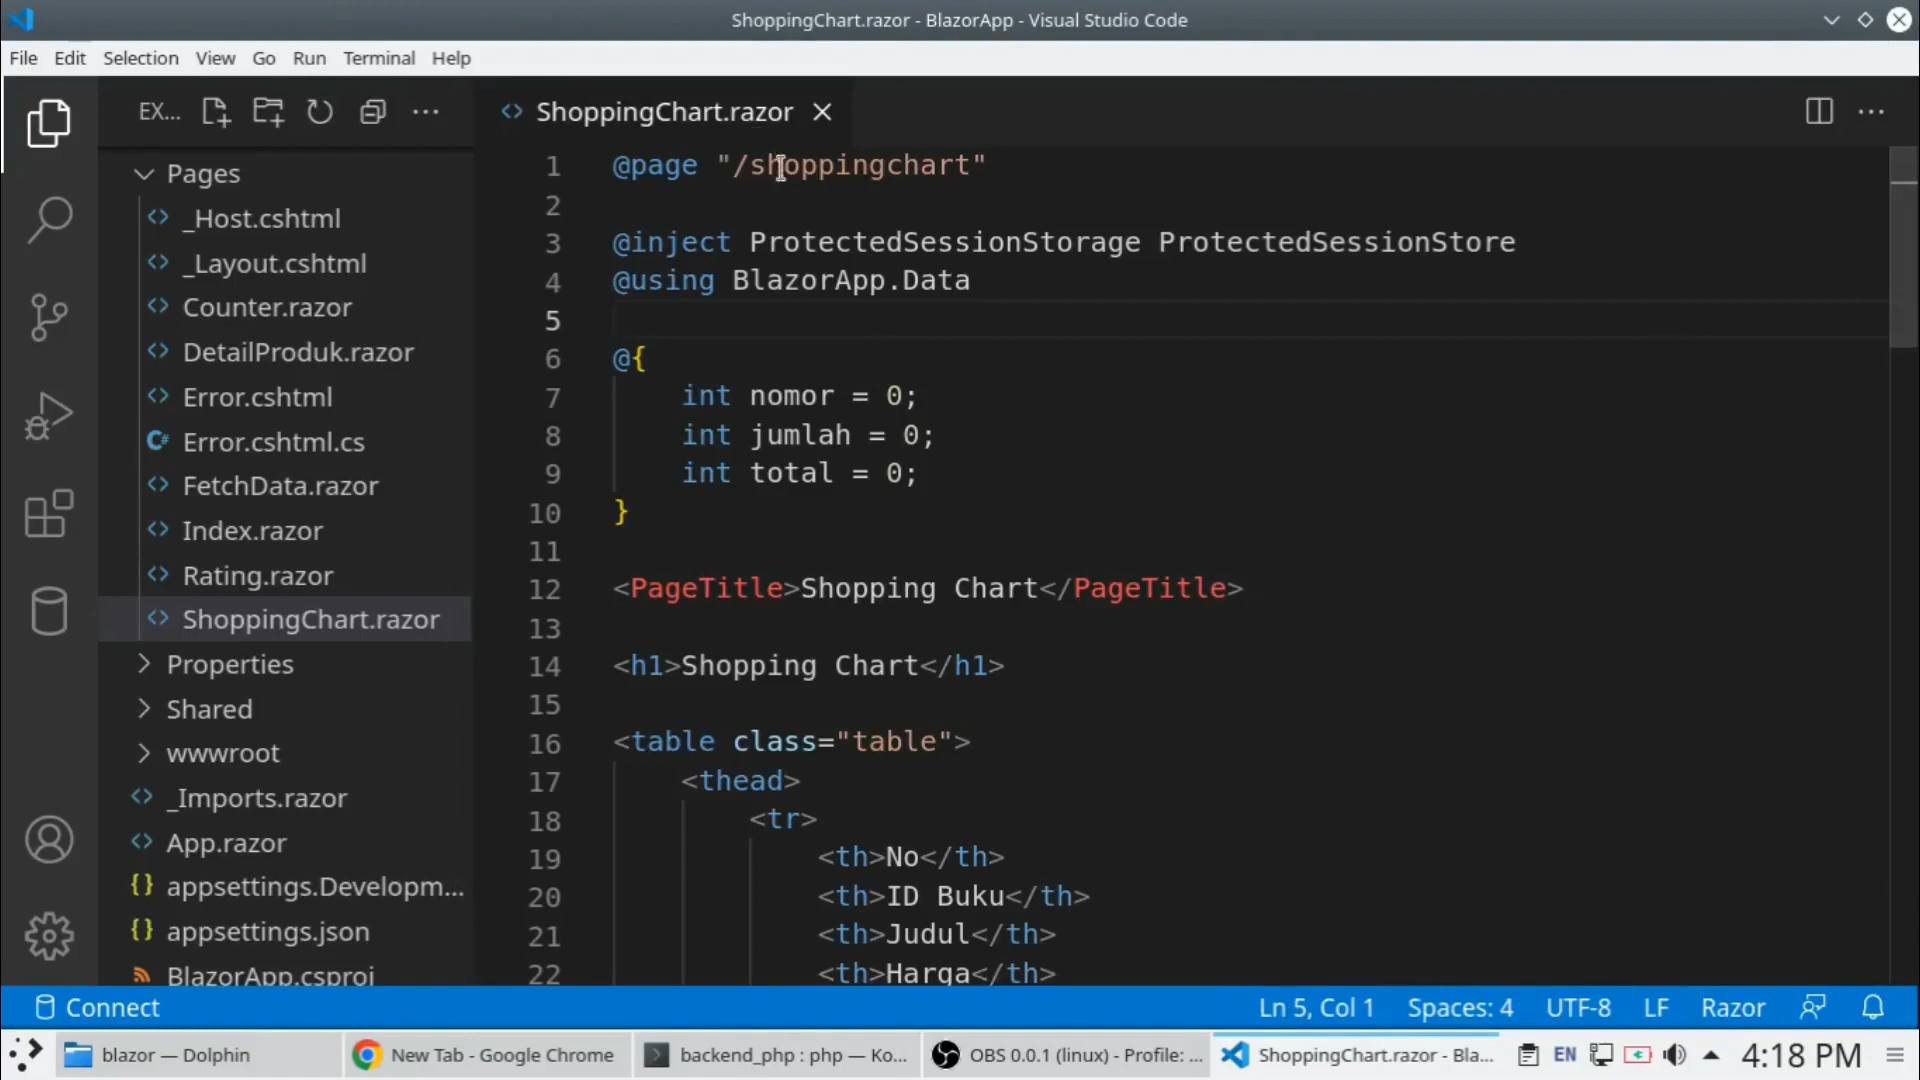 ShoppingChart.razor - BlazorApp - Visual Studio Code
File Edit Selection View Go Run Terminal Help
EX...
ShoppingChart.razor
Pages
_Host.cshtml
_Layout.cshtml
Counter.razor
DetailProduk.razor
Error.cshtml
C# Error.cshtml.cs
FetchData.razor
Index.razor
Rating.razor
ShoppingChart.razor
Properties
Shared
wwwroot
_Imports.razor
App.razor
{} appsettings.Developm...
{} appsettings.json
BlazorApp.csproj
1 @page "/shoppingchart"
2
3 @inject ProtectedSessionStorage ProtectedSessionStore
4 @using BlazorApp.Data
5
6 @{
7 int nomor = 0;
8 int jumlah = 0;
9 int total = 0;
10 }
11
12 <PageTitle>Shopping Chart</PageTitle>
13
14 <h1>Shopping Chart</h1>
15
16 <table class="table">
17 <thead>
18 <tr>
19 <th>No</th>
20 <th>ID Buku</th>
21 <th>Judul</th>
22 <th>Harga</th>
Connect
Ln 5, Col 1 Spaces: 4 UTF-8 LF Razor
blazor — Dolphin
New Tab - Google Chrome
backend_php : php — Ko...
OBS 0.0.1 (linux) - Profile: ...
ShoppingChart.razor - Bla...
EN
4:18 PM